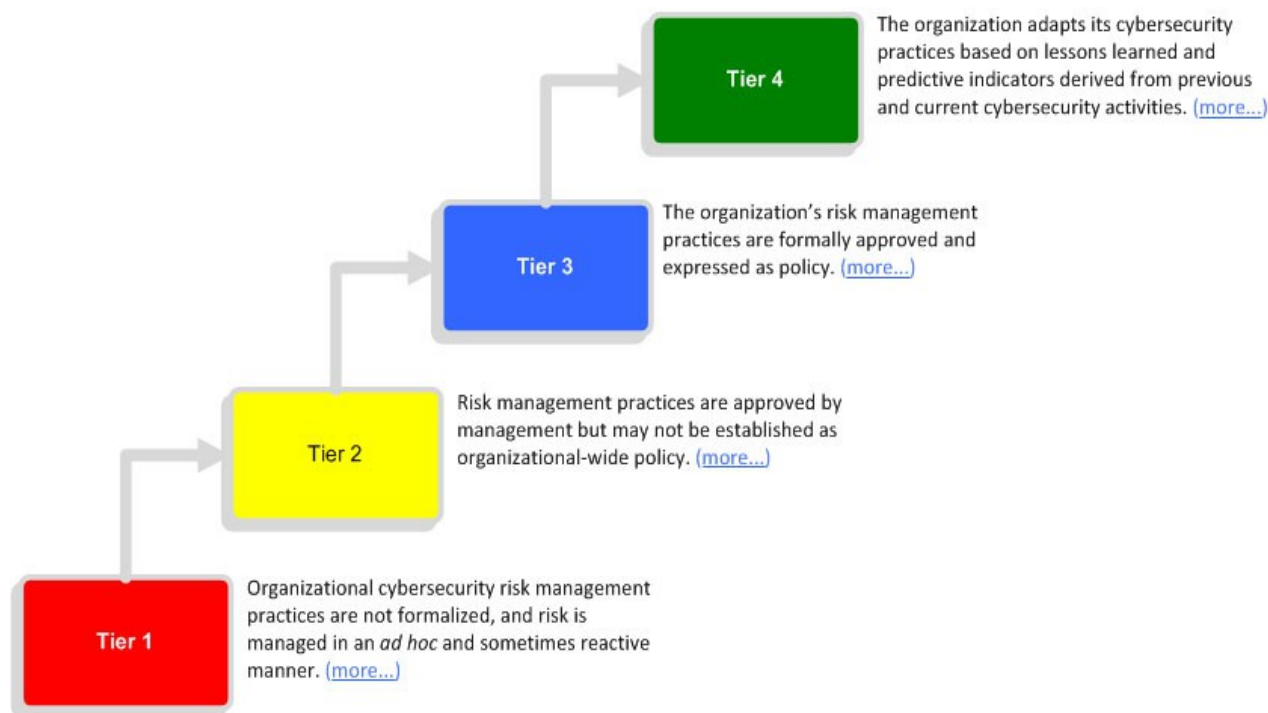 Tier 4
The organization adapts its cybersecurity
practices based on lessons learned and
predictive indicators derived from previous
and current cybersecurity activities. (more...)
Tier 3
The organization’s risk management
practices are formally approved and
expressed as policy. (more...)
Tier 2
Risk management practices are approved by
management but may not be established as
organizational-wide policy. (more...)
Tier 1
Organizational cybersecurity risk management
practices are not formalized, and risk is
managed in an ad hoc and sometimes reactive
manner. (more...)